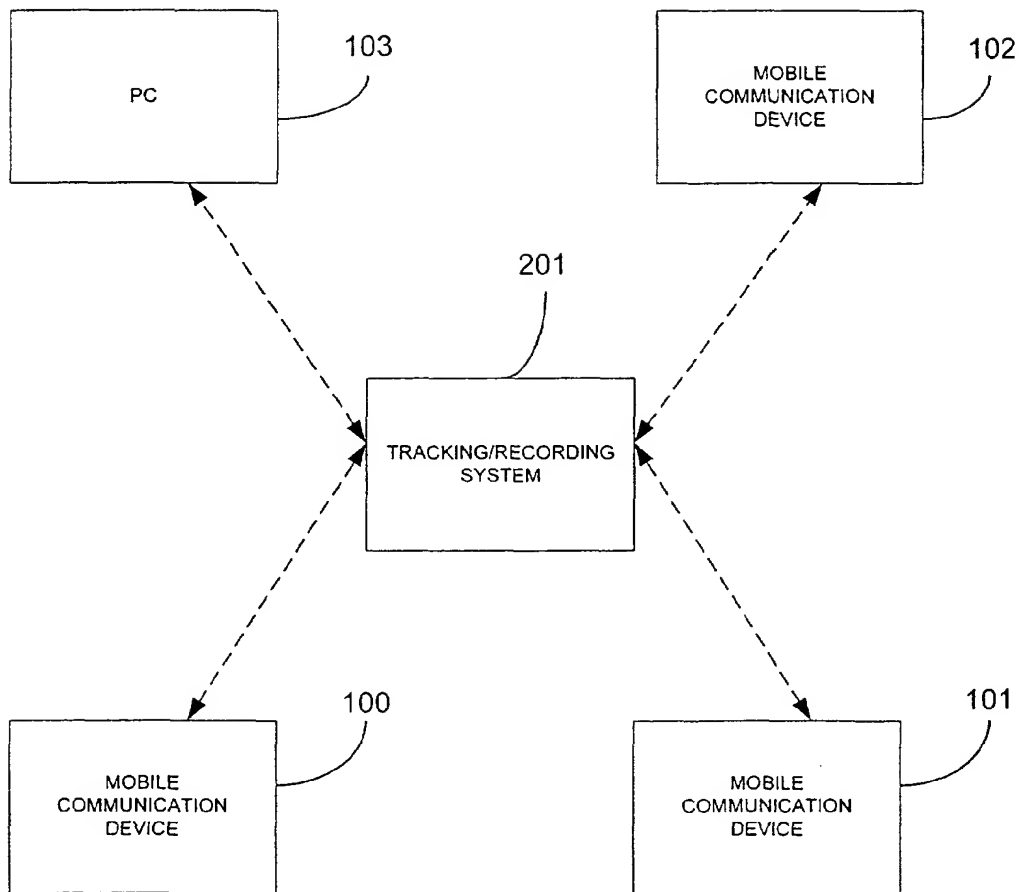 103
PC
102
MOBILE
COMMUNICATION
DEVICE
201
TRACKING/RECORDING
SYSTEM
100
MOBILE
COMMUNICATION
DEVICE
101
MOBILE
COMMUNICATION
DEVICE